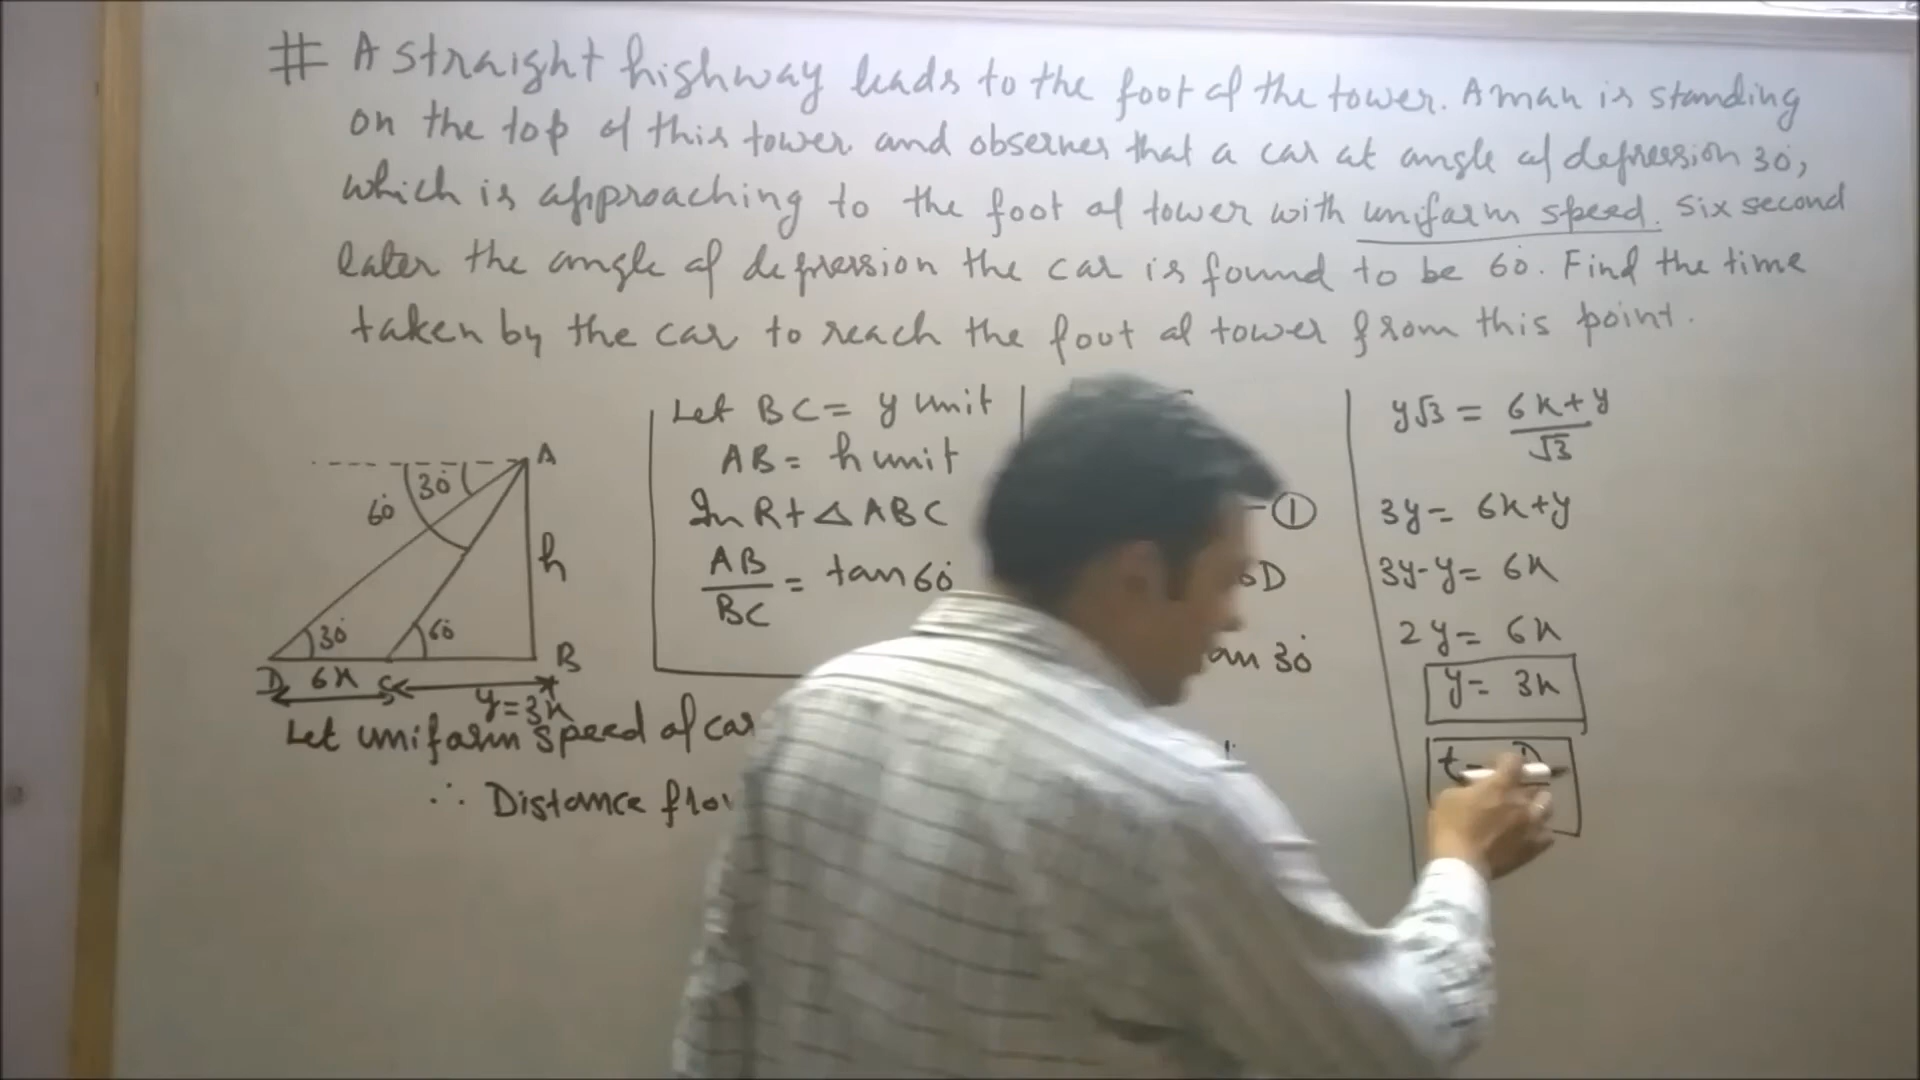 # A straight highway leads to the foot of the tower. A man is standing
on the top of this tower and observes that a car at angle of depression 30°,
which is approaching to the foot of tower with uniform speed. Six second
later the angle of depression the car is found to be 60°. Find the time
taken by the car to reach the foot of tower from this point.
A
30°
60°
h
30°
60°
B
D
6x
C
y=3x
Let uniform speed of car
∴ Distance
Let BC = y unit
AB = h unit
In Rt △ ABC
AB/BC = tan60°
①
tan 30°
y√3 = 6x+y/√3
3y = 6x+y
3y-y = 6x
2y = 6x
y = 3x
t = D